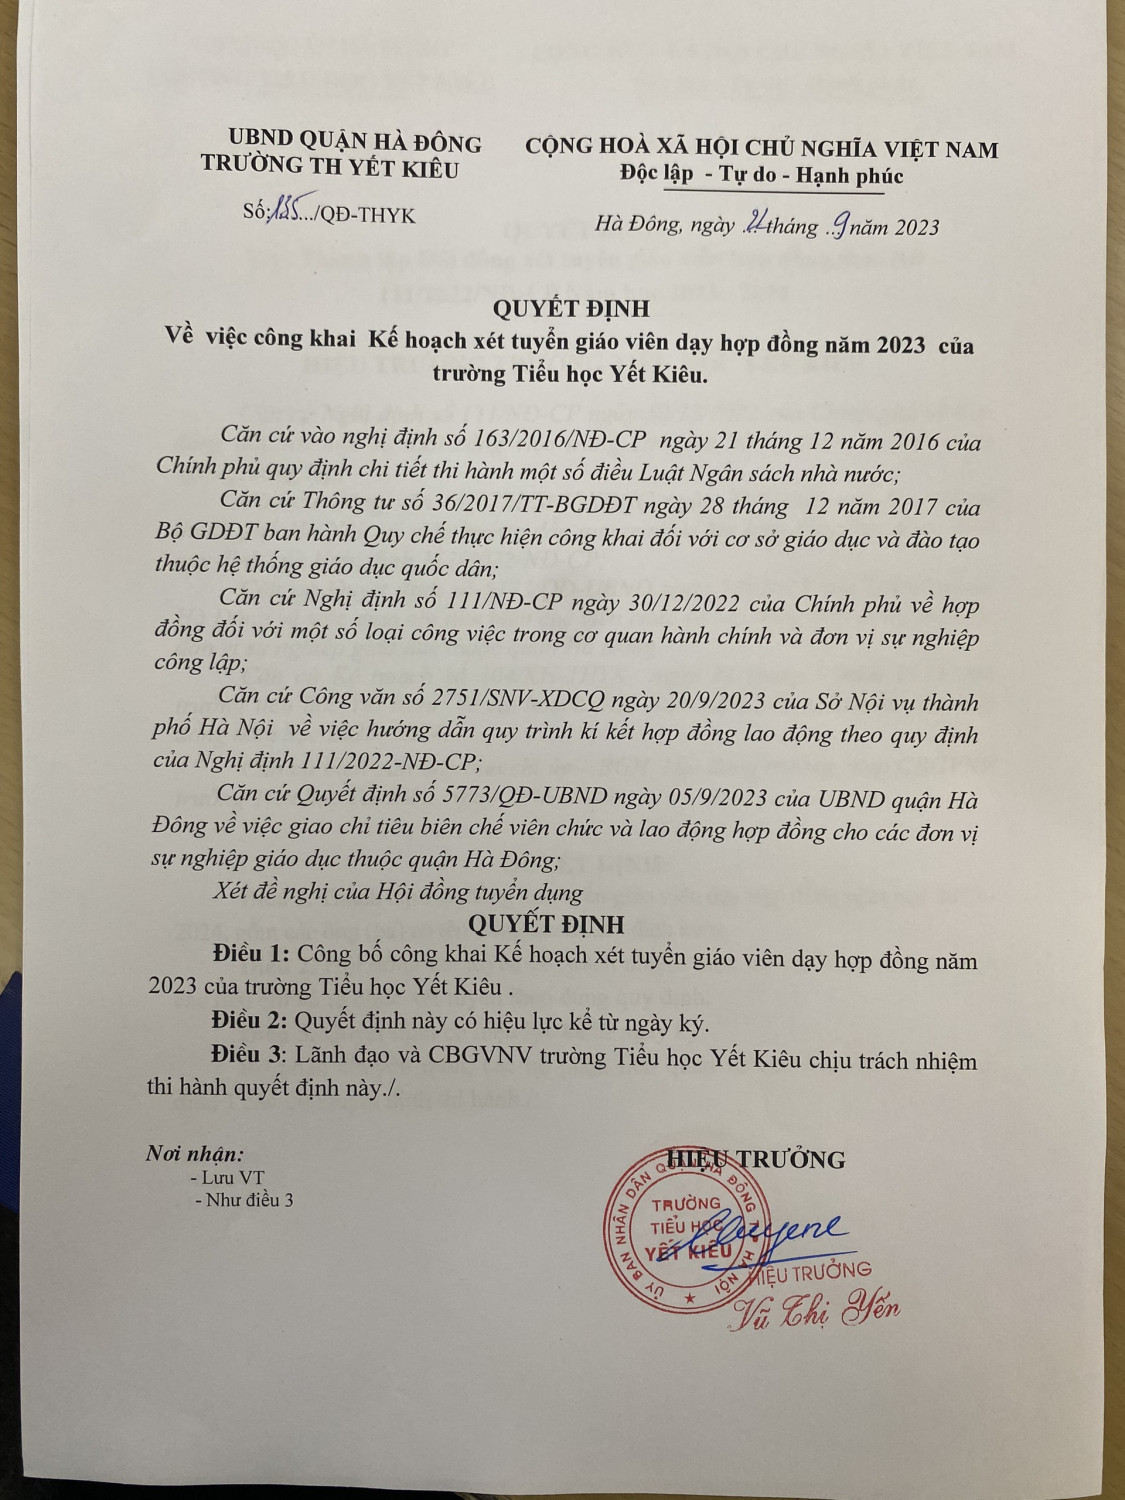 UBND QUẬN HÀ ĐÔNG
TRƯỜNG TH YẾT KIÊU
CỘNG HOÀ XÃ HỘI CHỦ NGHĨA VIỆT NAM
Độc lập - Tự do - Hạnh phúc
Số:135.../QĐ-THYK
Hà Đông, ngày ..21 tháng ..9 năm 2023
QUYẾT ĐỊNH
Về việc công khai Kế hoạch xét tuyển giáo viên dạy hợp đồng năm 2023 của
trường Tiểu học Yết Kiêu.
Căn cứ vào nghị định số 163/2016/NĐ-CP ngày 21 tháng 12 năm 2016 của
Chính phủ quy định chi tiết thi hành một số điều Luật Ngân sách nhà nước;
Căn cứ Thông tư số 36/2017/TT-BGDĐT ngày 28 tháng 12 năm 2017 của
Bộ GDĐT ban hành Quy chế thực hiện công khai đối với cơ sở giáo dục và đào tạo
thuộc hệ thống giáo dục quốc dân;
Căn cứ Nghị định số 111/NĐ-CP ngày 30/12/2022 của Chính phủ về hợp
đồng đối với một số loại công việc trong cơ quan hành chính và đơn vị sự nghiệp
công lập;
Căn cứ Công văn số 2751/SNV-XDCQ ngày 20/9/2023 của Sở Nội vụ thành
phố Hà Nội về việc hướng dẫn quy trình kí kết hợp đồng lao động theo quy định
của Nghị định 111/2022-NĐ-CP;
Căn cứ Quyết định số 5773/QĐ-UBND ngày 05/9/2023 của UBND quận Hà
Đông về việc giao chỉ tiêu biên chế viên chức và lao động hợp đồng cho các đơn vị
sự nghiệp giáo dục thuộc quận Hà Đông;
Xét đề nghị của Hội đồng tuyển dụng
QUYẾT ĐỊNH
Điều 1: Công bố công khai Kế hoạch xét tuyển giáo viên dạy hợp đồng năm
2023 của trường Tiểu học Yết Kiêu .
Điều 2: Quyết định này có hiệu lực kể từ ngày ký.
Điều 3: Lãnh đạo và CBGVNV trường Tiểu học Yết Kiêu chịu trách nhiệm
thi hành quyết định này./.
Nơi nhận:
- Lưu VT
- Như điều 3
HIỆU TRƯỞNG
ỦY BAN NHÂN DÂN QUẬN HÀ ĐÔNG TP HÀ NỘI
TRƯỜNG
TIỂU HỌC
YẾT KIÊU
HIỆU TRƯỞNG
Vũ Thị Yến